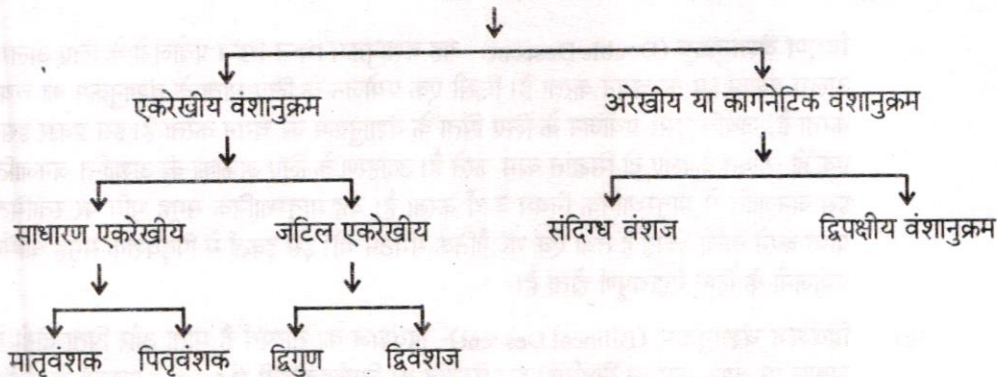 एकरेखीय वंशानुक्रम अरेखीय या कागनेटिक वंशानुक्रम
साधारण एकरेखीय जटिल एकरेखीय संदिग्ध वंशज द्विपक्षीय वंशानुक्रम
मातृवंशक पितृवंशक द्विगुण द्विवंशज